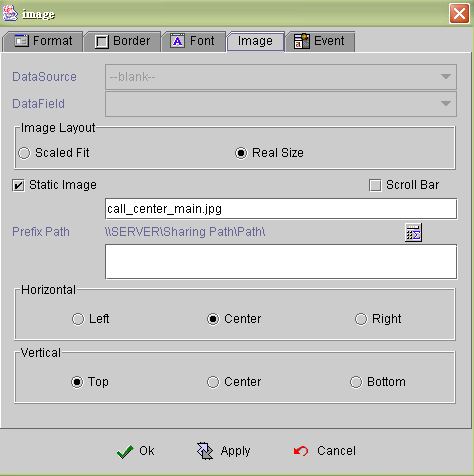 image
Format Border Font Image Event
DataSource --blank--
DataField
Image Layout
Scaled Fit Real Size
Static Image Scroll Bar
call_center_main.jpg
Prefix Path \\SERVER\Sharing Path\Path\
Horizontal
Left Center Right
Vertical
Top Center Bottom
Ok Apply Cancel